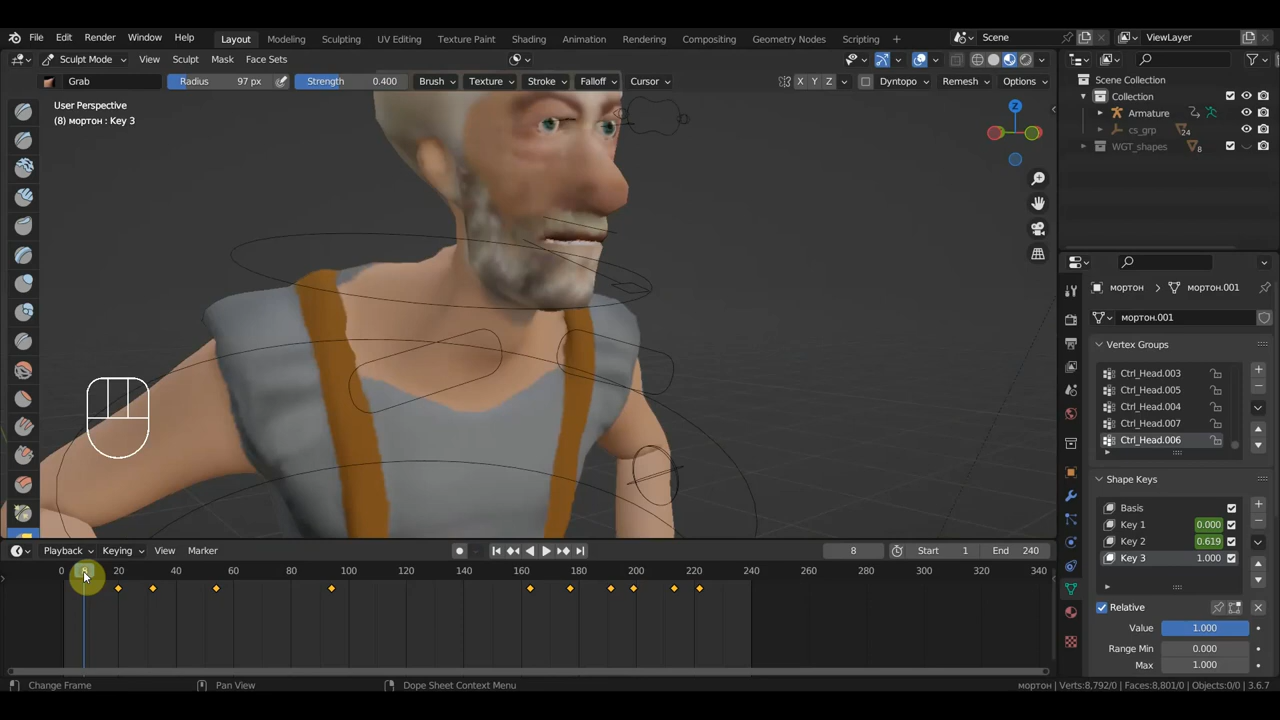 File Edit Render Window Help Layout Modeling Sculpting UV Editing Texture Paint Shading Animation Compositing Geometry Nodes Scripting + Scene ViewLayer
Sculpt Mode View Sculpt Mask Face Sets
Grab Radius 97 px Strength 0.400 Brush Texture Stroke Falloff Cursor X Y Z Dyntopo Remesh Options
User Perspective
(8) мортон : Key 3
Z
Scene Collection
Collection
Armature
cs_grp 24
WGT_shapes 8
мортон > мортон.001
мортон.001
Vertex Groups
Ctrl_Head.003
Ctrl_Head.005
Ctrl_Head.004
Ctrl_Head.007
Ctrl_Head.006
Shape Keys
Basis
Key 1 0.000
Key 2 0.619
Key 3 1.000
Relative
Value 1.000
Range Min 0.000
Max 1.000
Playback Keying View Marker 8 Start 1 End 240
0 8 20 40 60 80 100 120 140 160 180 200 220 240 260 280 300 320 340
Change Frame Pan View Dope Sheet Context Menu мортон | Verts:8,792/0 | Faces:8,801/0 | Objects:0/0 | 3.6.7